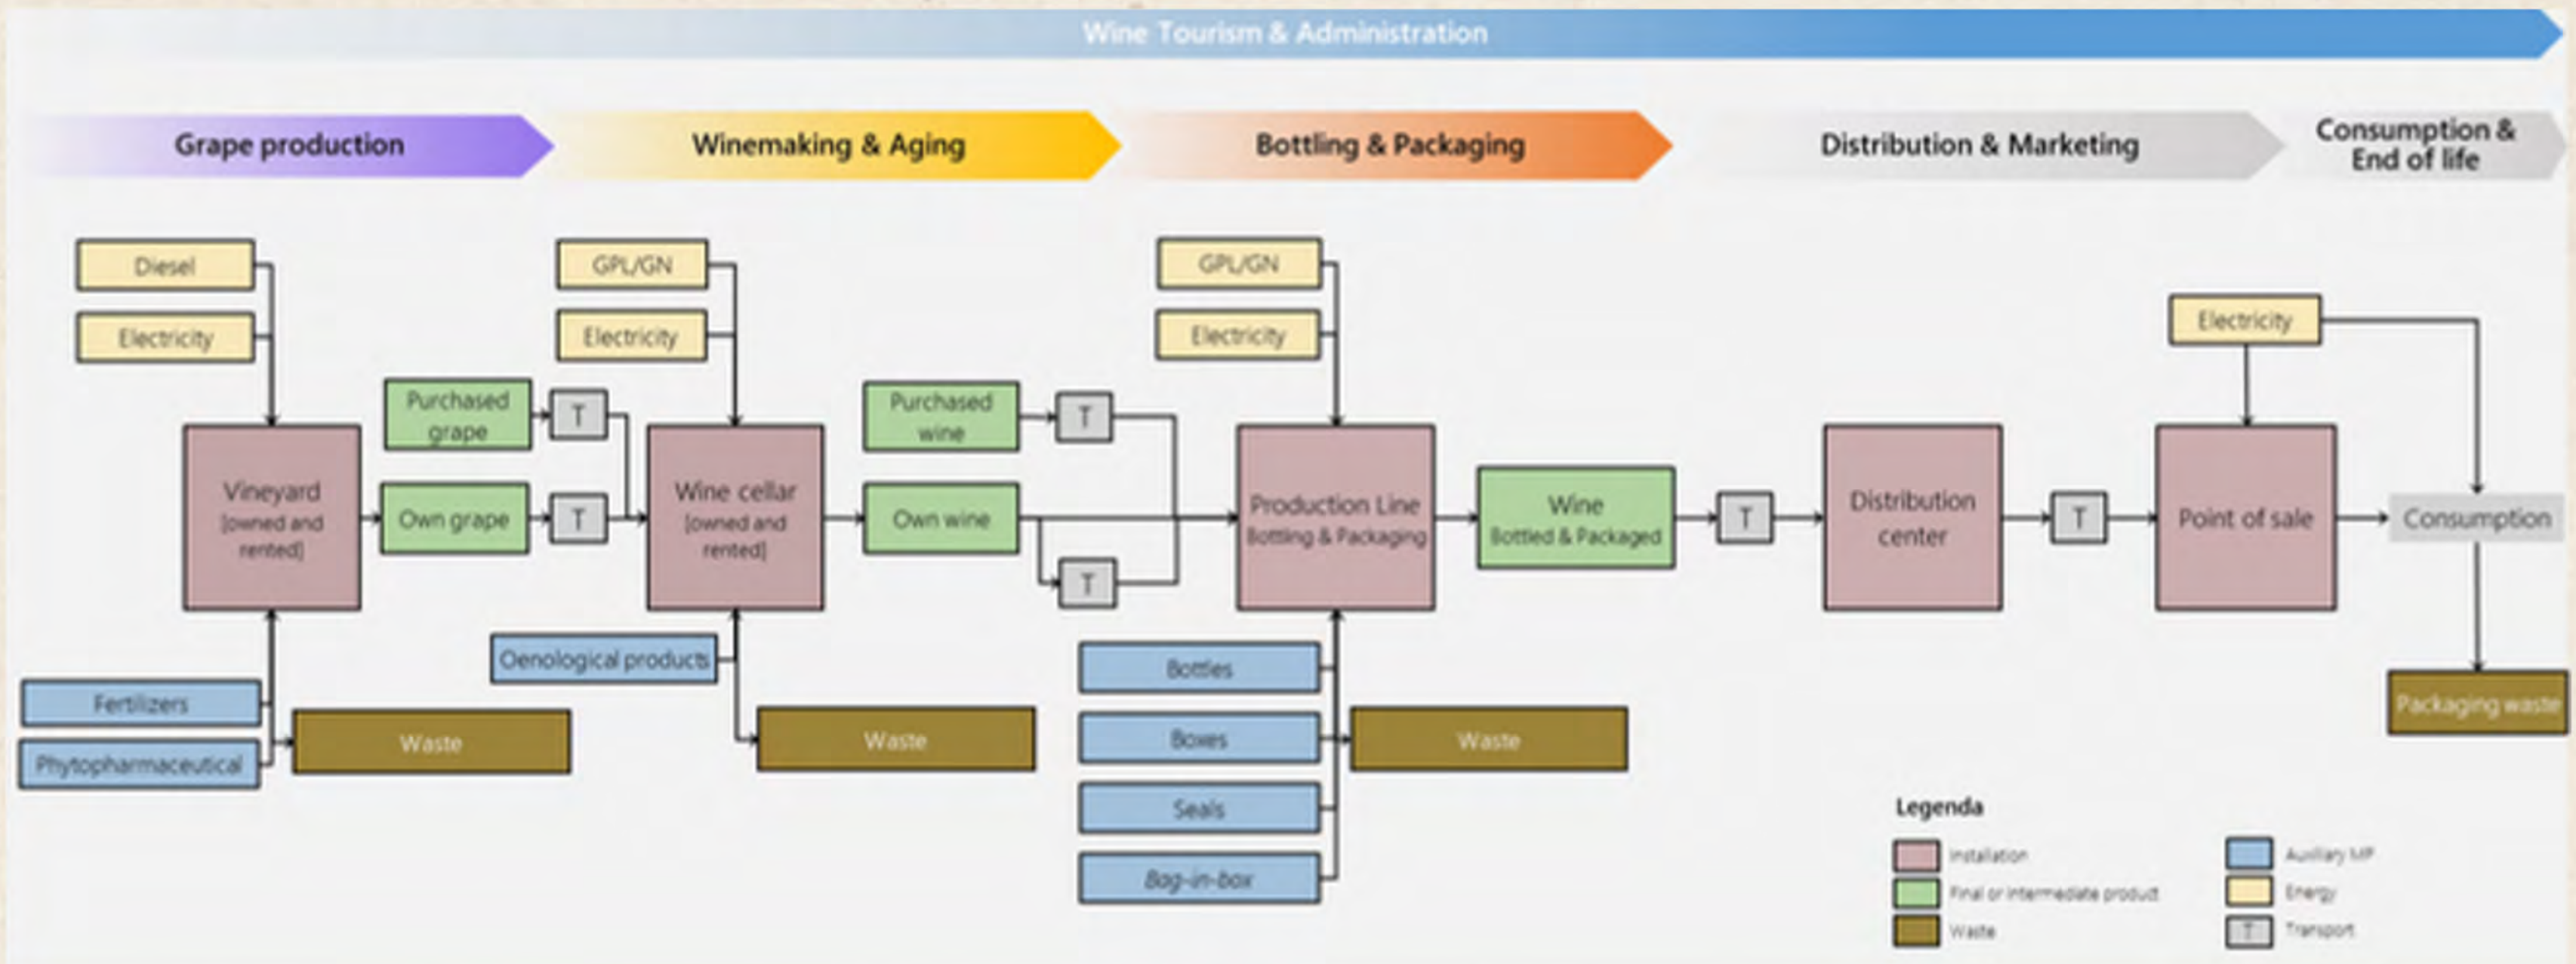 Wine Tourism & Administration
Grape production
Winemaking & Aging
Bottling & Packaging
Distribution & Marketing
Consumption &
End of life
Diesel
Electricity
GPL/GN
Electricity
GPL/GN
Electricity
Electricity
Purchased
grape
T
Purchased
wine
T
Vineyard
[owned and
rented]
Own grape
T
Wine cellar
[owned and
rented]
Own wine
T
Production Line
Bottling & Packaging
Wine
Bottled & Packaged
T
Distribution
center
T
Point of sale
Consumption
Oenological products
Fertilizers
Phytopharmaceutical
Waste
Waste
Bottles
Boxes
Seals
Bag-in-box
Waste
Packaging waste
Legenda
Installation
Final or intermediate product
Waste
Auxiliary MP
Energy
T
Transport